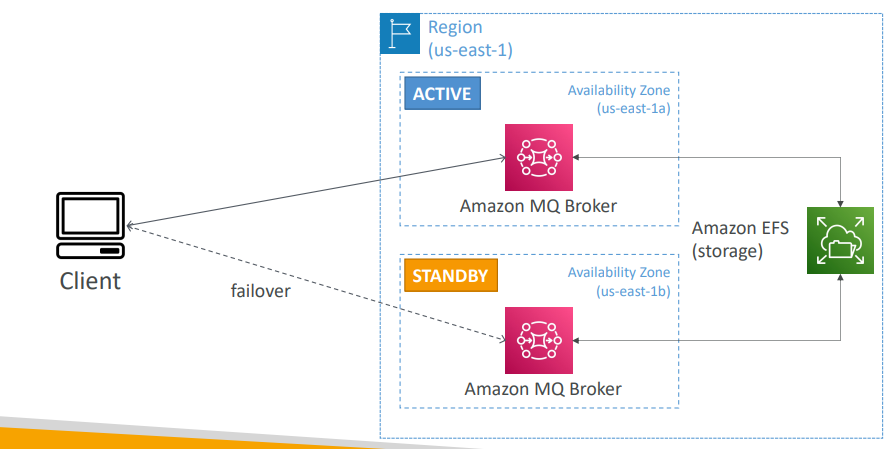 Region
(us-east-1)
ACTIVE
Availability Zone
(us-east-1a)
Amazon MQ Broker
Amazon EFS
(storage)
Client
failover
STANDBY
Availability Zone
(us-east-1b)
Amazon MQ Broker